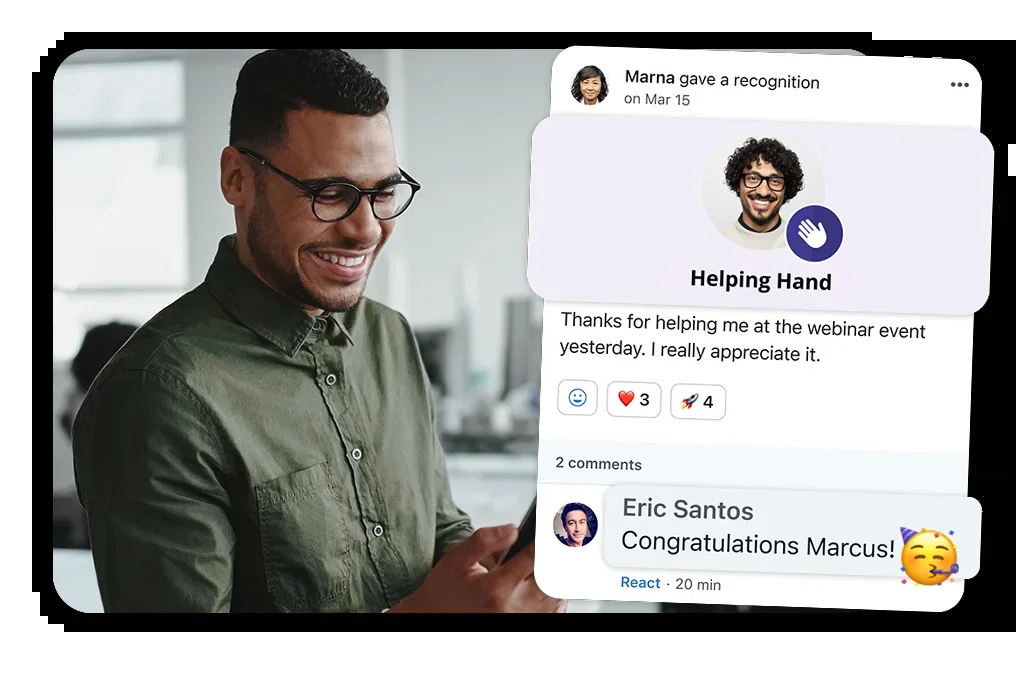 Marna gave a recognition
on Mar 15
Helping Hand
Thanks for helping me at the webinar event
yesterday. I really appreciate it.
3
4
2 comments
Eric Santos
Congratulations Marcus!
React · 20 min